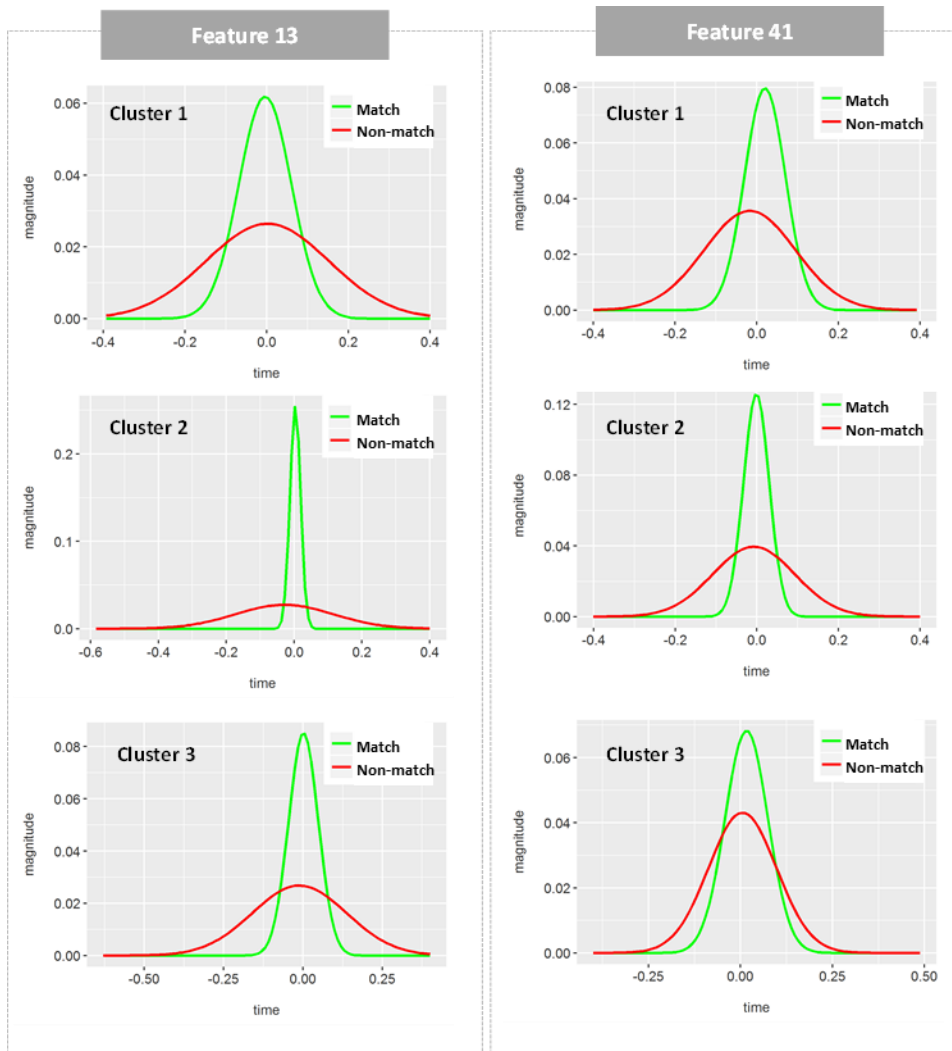 Feature 13
Cluster 1
Match
Non-match
magnitude
0.06
0.04
0.02
0.00
-0.4
-0.2
0.0
0.2
0.4
time
Cluster 2
Match
Non-match
magnitude
0.2
0.1
0.0
-0.6
-0.4
-0.2
0.0
0.2
0.4
time
Cluster 3
Match
Non-match
magnitude
0.08
0.06
0.04
0.02
0.00
-0.50
-0.25
0.00
0.25
time
Feature 41
Cluster 1
Match
Non-match
magnitude
0.08
0.06
0.04
0.02
0.00
-0.4
-0.2
0.0
0.2
0.4
time
Cluster 2
Match
Non-match
magnitude
0.12
0.08
0.04
0.00
-0.4
-0.2
0.0
0.2
0.4
time
Cluster 3
Match
Non-match
magnitude
0.06
0.04
0.02
0.00
-0.25
0.00
0.25
0.50
time